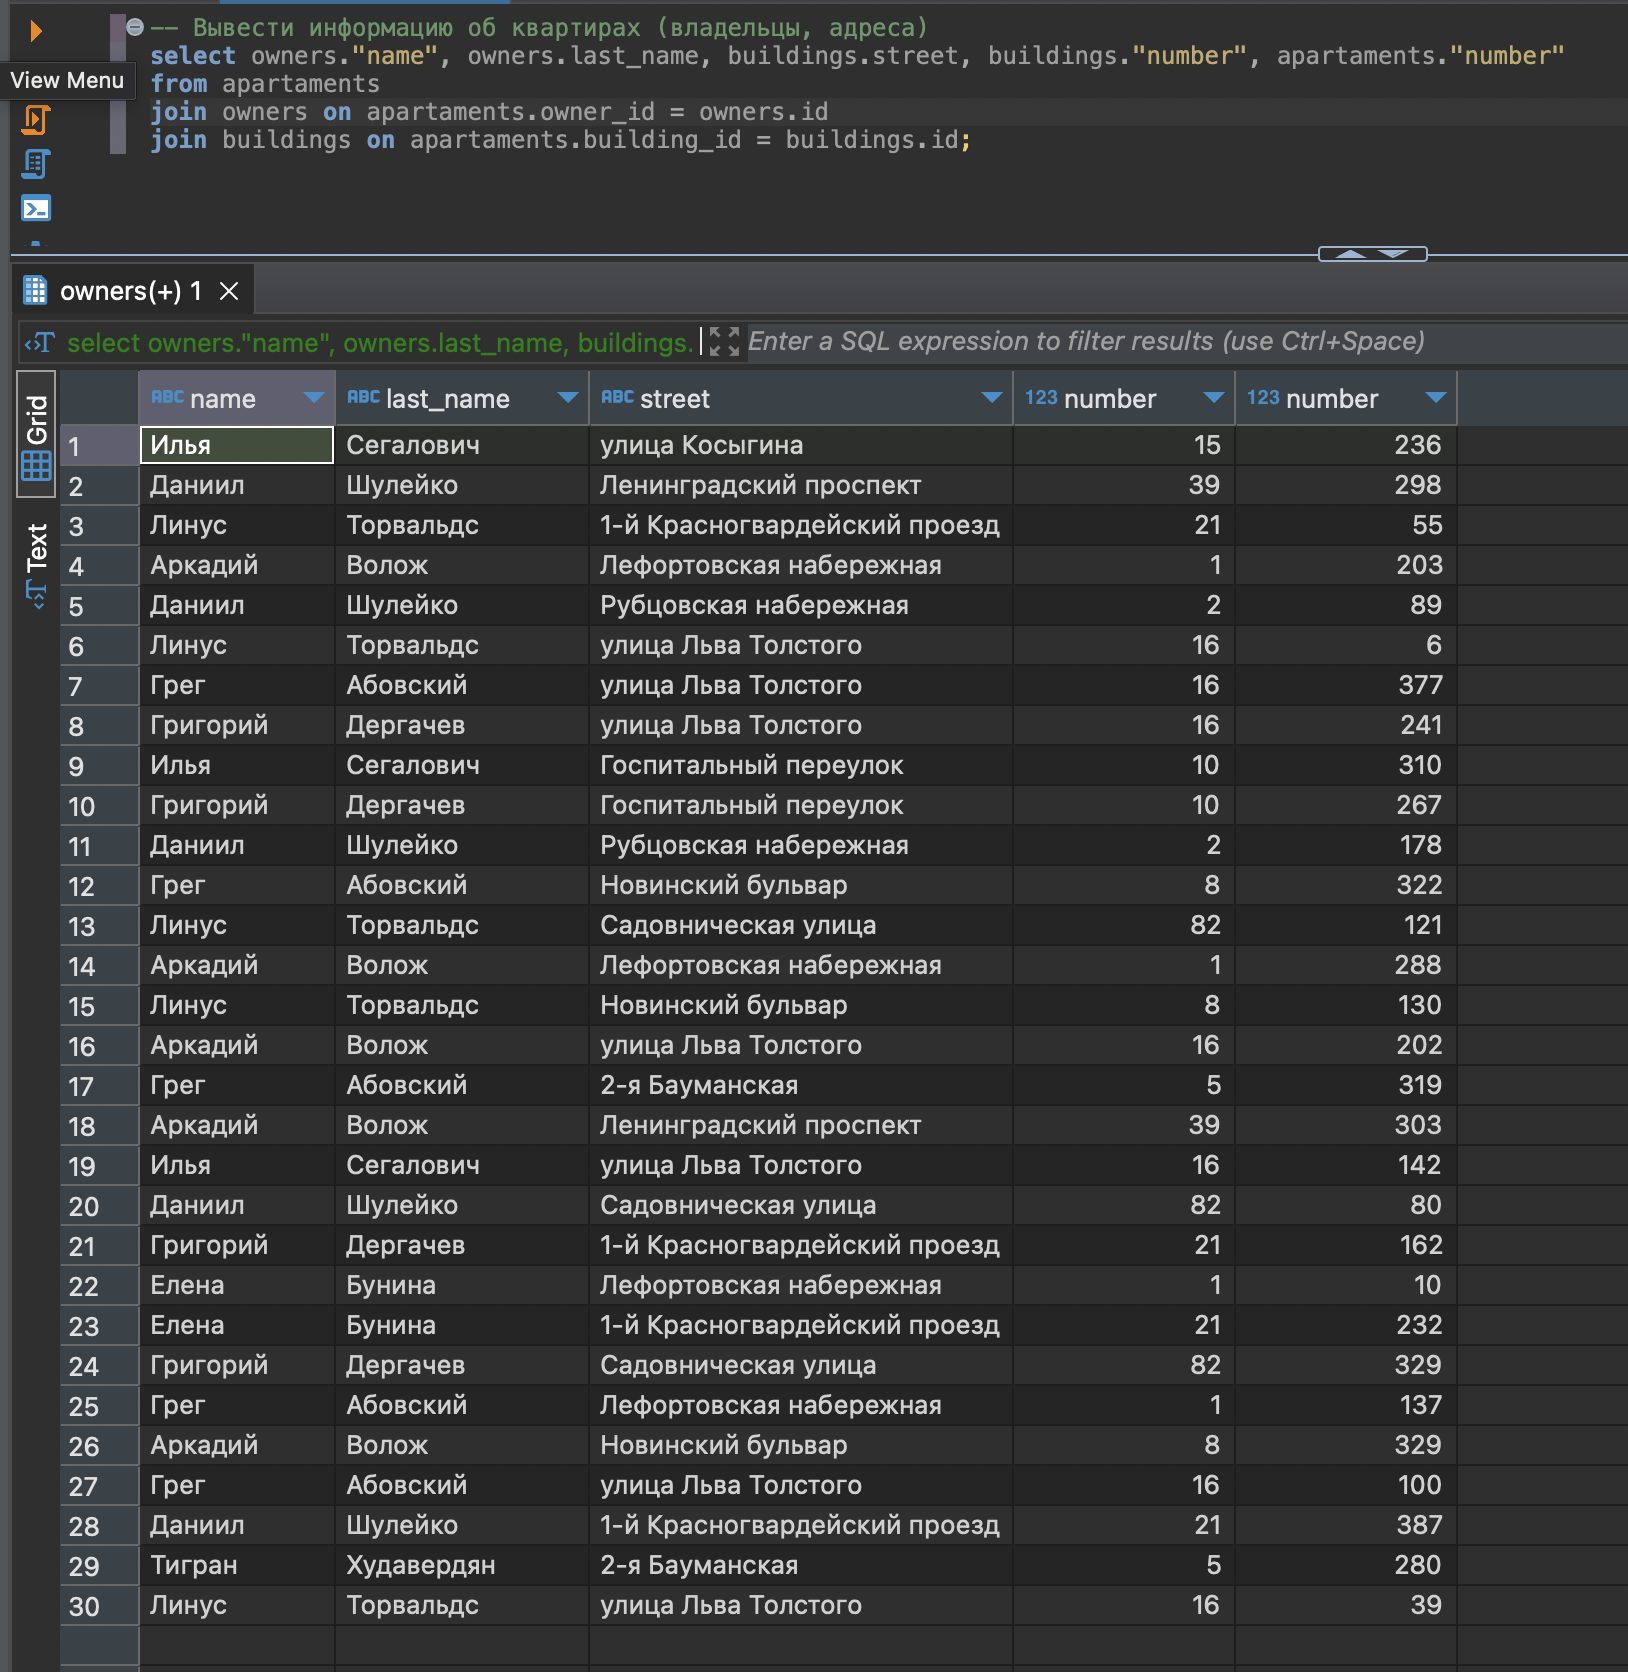 -- Вывести информацию об квартирах (владельцы, адреса)
select owners."name", owners.last_name, buildings.street, buildings."number", apartaments."number"
View Menu
from apartaments
join owners on apartaments.owner_id = owners.id
join buildings on apartaments.building_id = buildings.id;
owners(+) 1
select owners."name", owners.last_name, buildings. Enter a SQL expression to filter results (use Ctrl+Space)
Grid
Text
ABC name ABC last_name ABC street 123 number 123 number
1 Илья Сегалович улица Косыгина 15 236
2 Даниил Шулейко Ленинградский проспект 39 298
3 Линус Торвальдс 1-й Красногвардейский проезд 21 55
4 Аркадий Волож Лефортовская набережная 1 203
5 Даниил Шулейко Рубцовская набережная 2 89
6 Линус Торвальдс улица Льва Толстого 16 6
7 Грег Абовский улица Льва Толстого 16 377
8 Григорий Дергачев улица Льва Толстого 16 241
9 Илья Сегалович Госпитальный переулок 10 310
10 Григорий Дергачев Госпитальный переулок 10 267
11 Даниил Шулейко Рубцовская набережная 2 178
12 Грег Абовский Новинский бульвар 8 322
13 Линус Торвальдс Садовническая улица 82 121
14 Аркадий Волож Лефортовская набережная 1 288
15 Линус Торвальдс Новинский бульвар 8 130
16 Аркадий Волож улица Льва Толстого 16 202
17 Грег Абовский 2-я Бауманская 5 319
18 Аркадий Волож Ленинградский проспект 39 303
19 Илья Сегалович улица Льва Толстого 16 142
20 Даниил Шулейко Садовническая улица 82 80
21 Григорий Дергачев 1-й Красногвардейский проезд 21 162
22 Елена Бунина Лефортовская набережная 1 10
23 Елена Бунина 1-й Красногвардейский проезд 21 232
24 Григорий Дергачев Садовническая улица 82 329
25 Грег Абовский Лефортовская набережная 1 137
26 Аркадий Волож Новинский бульвар 8 329
27 Грег Абовский улица Льва Толстого 16 100
28 Даниил Шулейко 1-й Красногвардейский проезд 21 387
29 Тигран Худавердян 2-я Бауманская 5 280
30 Линус Торвальдс улица Льва Толстого 16 39